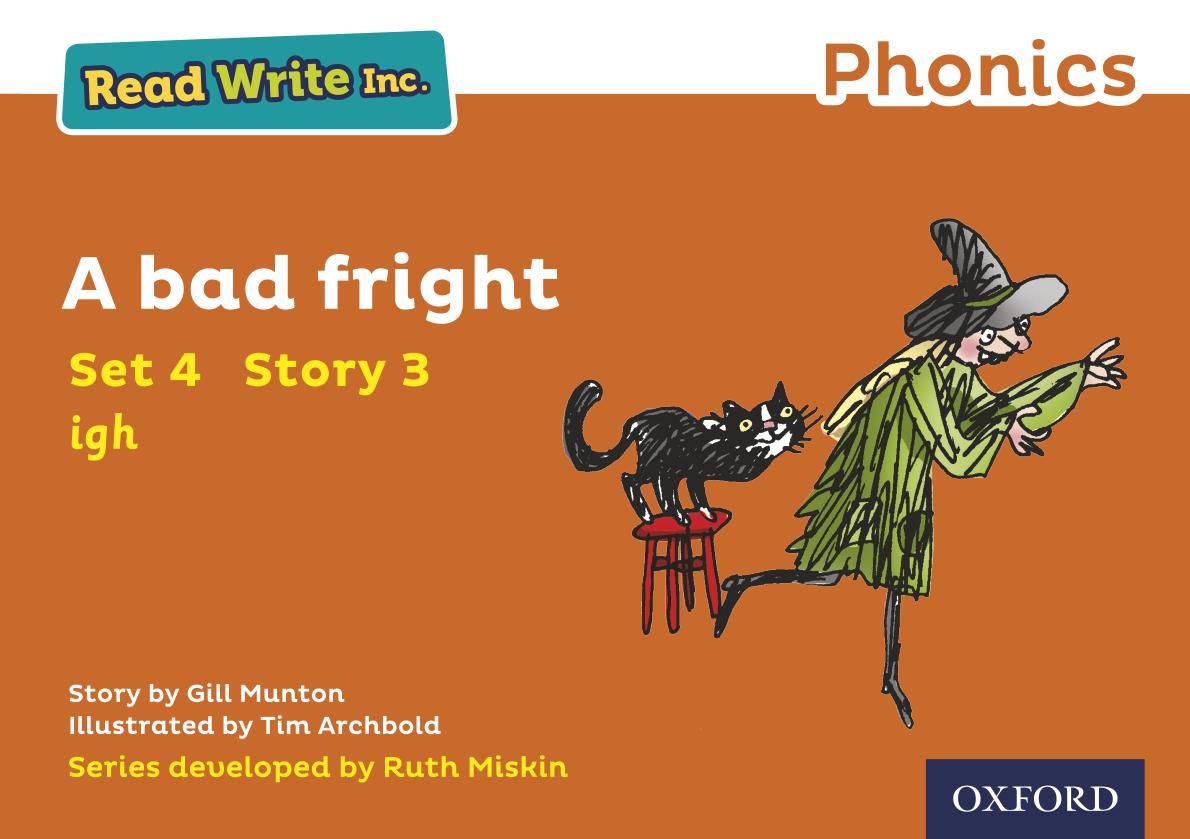 Read Write Inc.
Phonics
A bad fright
Set 4 Story 3
igh
Story by Gill Munton
Illustrated by Tim Archbold
Series developed by Ruth Miskin
OXFORD